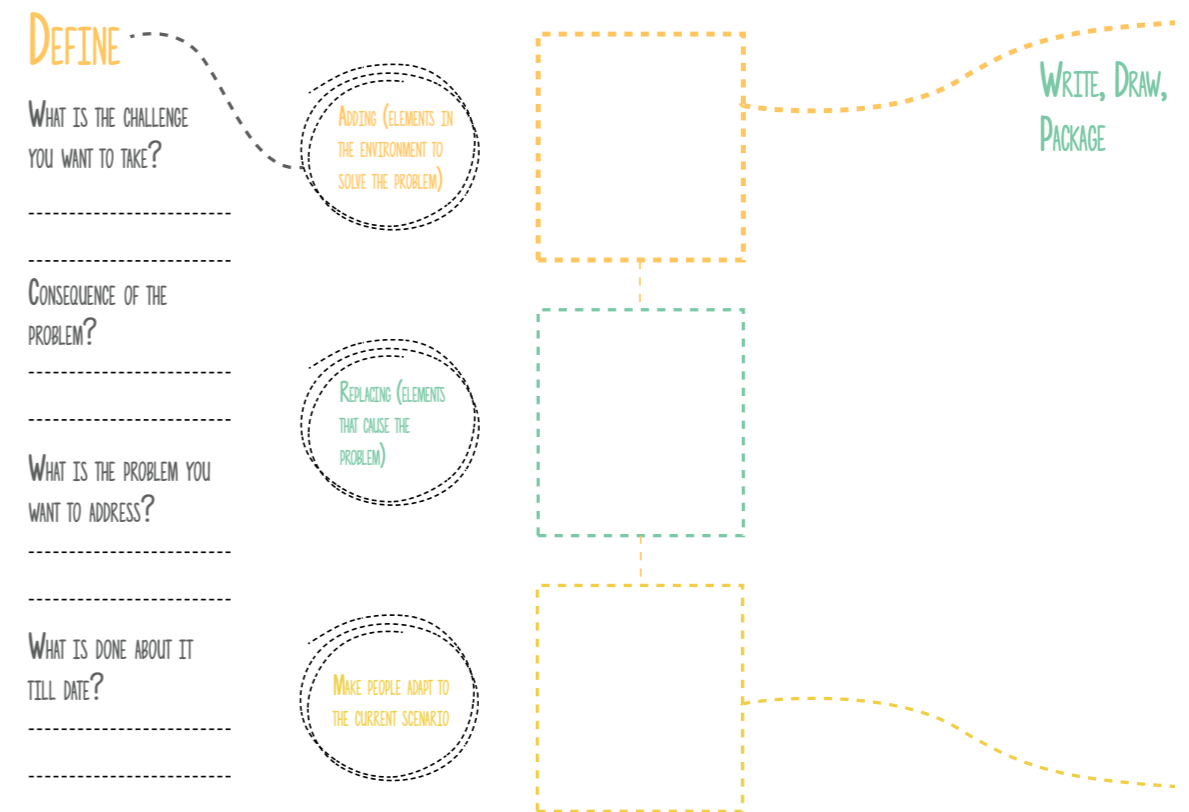 DEFINE
WHAT IS THE CHALLENGE
YOU WANT TO TAKE?
CONSEQUENCE OF THE
PROBLEM?
WHAT IS THE PROBLEM YOU
WANT TO ADDRESS?
WHAT IS DONE ABOUT IT
TILL DATE?
ADDING (ELEMENTS IN
THE ENVIRONMENT TO
SOLVE THE PROBLEM)
REPLACING (ELEMENTS
THAT CAUSE THE
PROBLEM)
MAKE PEOPLE ADAPT TO
THE CURRENT SCENARIO
WRITE, DRAW,
PACKAGE